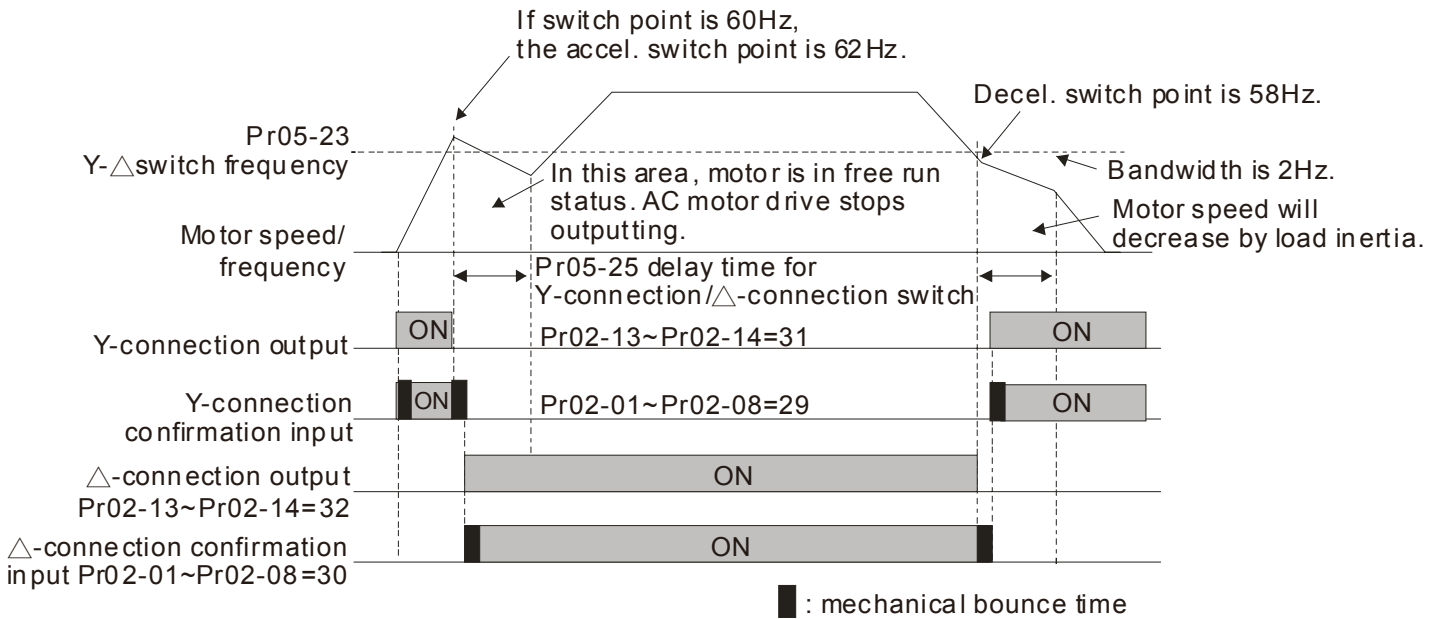 If switch point is 60Hz,
the accel. switch point is 62Hz.
Decel. switch point is 58Hz.
Pr05-23
Y-△switch frequency
Bandwidth is 2Hz.
In this area, motor is in free run
status. AC motor drive stops
outputting.
Motor speed will
decrease by load inertia.
Motor speed/
frequency
Pr05-25 delay time for
Y-connection/△-connection switch
Y-connection output
ON
Pr02-13~Pr02-14=31
ON
Y-connection
confirmation input
ON
Pr02-01~Pr02-08=29
ON
△-connection output
Pr02-13~Pr02-14=32
ON
△-connection confirmation
input Pr02-01~Pr02-08=30
ON
: mechanical bounce time